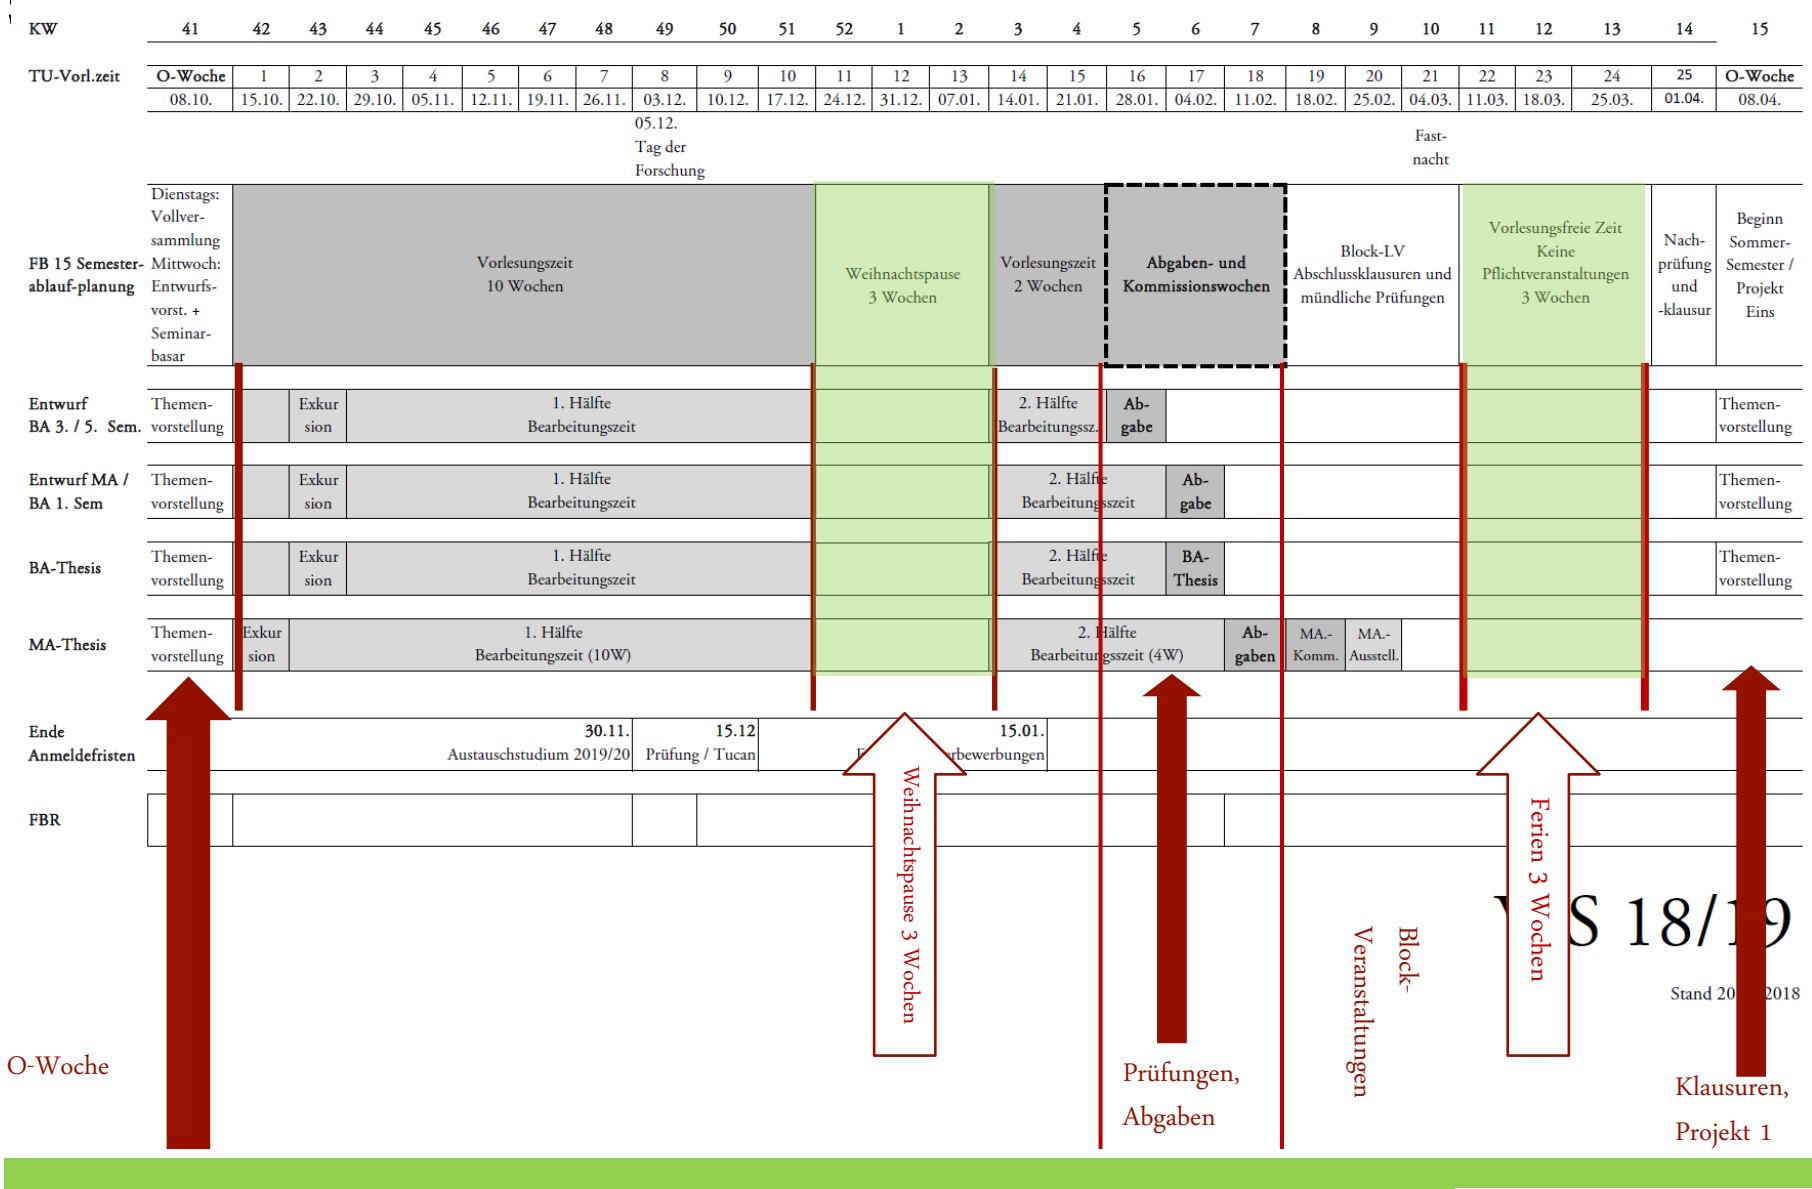 KW 41 42 43 44 45 46 47 48 49 50 51 52 1 2 3 4 5 6 7 8 9 10 11 12 13 14 15
TU-Vorl.zeit O-Woche 1 2 3 4 5 6 7 8 9 10 11 12 13 14 15 16 17 18 19 20 21 22 23 24 25 O-Woche
08.10. 15.10. 22.10. 29.10. 05.11. 12.11. 19.11. 26.11. 03.12. 10.12. 17.12. 24.12. 31.12. 07.01. 14.01. 21.01. 28.01. 04.02. 11.02. 18.02. 25.02. 04.03. 11.03. 18.03. 25.03. 01.04. 08.04.
05.12.
Tag der
Forschung
Fast-
nacht
FB 15 Semester-
ablauf-planung
Dienstags:
Vollver-
sammlung
Mittwoch:
Entwurfs-
vorst. +
Seminar-
basar
Vorlesungszeit
10 Wochen
Weihnachtspause
3 Wochen
Vorlesungszeit
2 Wochen
Abgaben- und
Kommissionswochen
Block-LV
Abschlussklausuren und
mündliche Prüfungen
Vorlesungsfreie Zeit
Keine
Pflichtveranstaltungen
3 Wochen
Nach-
prüfung
und
-klausur
Beginn
Sommer-
Semester /
Projekt
Eins
Entwurf
BA 3. / 5. Sem.
Themen-
vorstellung
Exkur
sion
1. Hälfte
Bearbeitungszeit
2. Hälfte
Bearbeitungssz.
Ab-
gabe
Themen-
vorstellung
Entwurf MA /
BA 1. Sem
Themen-
vorstellung
Exkur
sion
1. Hälfte
Bearbeitungszeit
2. Hälfte
Bearbeitungsszeit
Ab-
gabe
Themen-
vorstellung
BA-Thesis
Themen-
vorstellung
Exkur
sion
1. Hälfte
Bearbeitungszeit
2. Hälfte
Bearbeitungsszeit
BA-
Thesis
Themen-
vorstellung
MA-Thesis
Themen-
vorstellung
Exkur
sion
1. Hälfte
Bearbeitungszeit (10W)
2. Hälfte
Bearbeitungsszeit (4W)
Ab-
gaben
MA.-
Komm.
MA.-
Ausstell.
Ende
Anmeldefristen
30.11.
Austauschstudium 2019/20
15.12
Prüfung / Tucan
15.01.
FBR
Weihnachtspause 3 Wochen
Ferien 3 Wochen
S 18/19
Stand 20 2018
Block-
Veranstaltungen
O-Woche
Prüfungen,
Abgaben
Klausuren,
Projekt 1